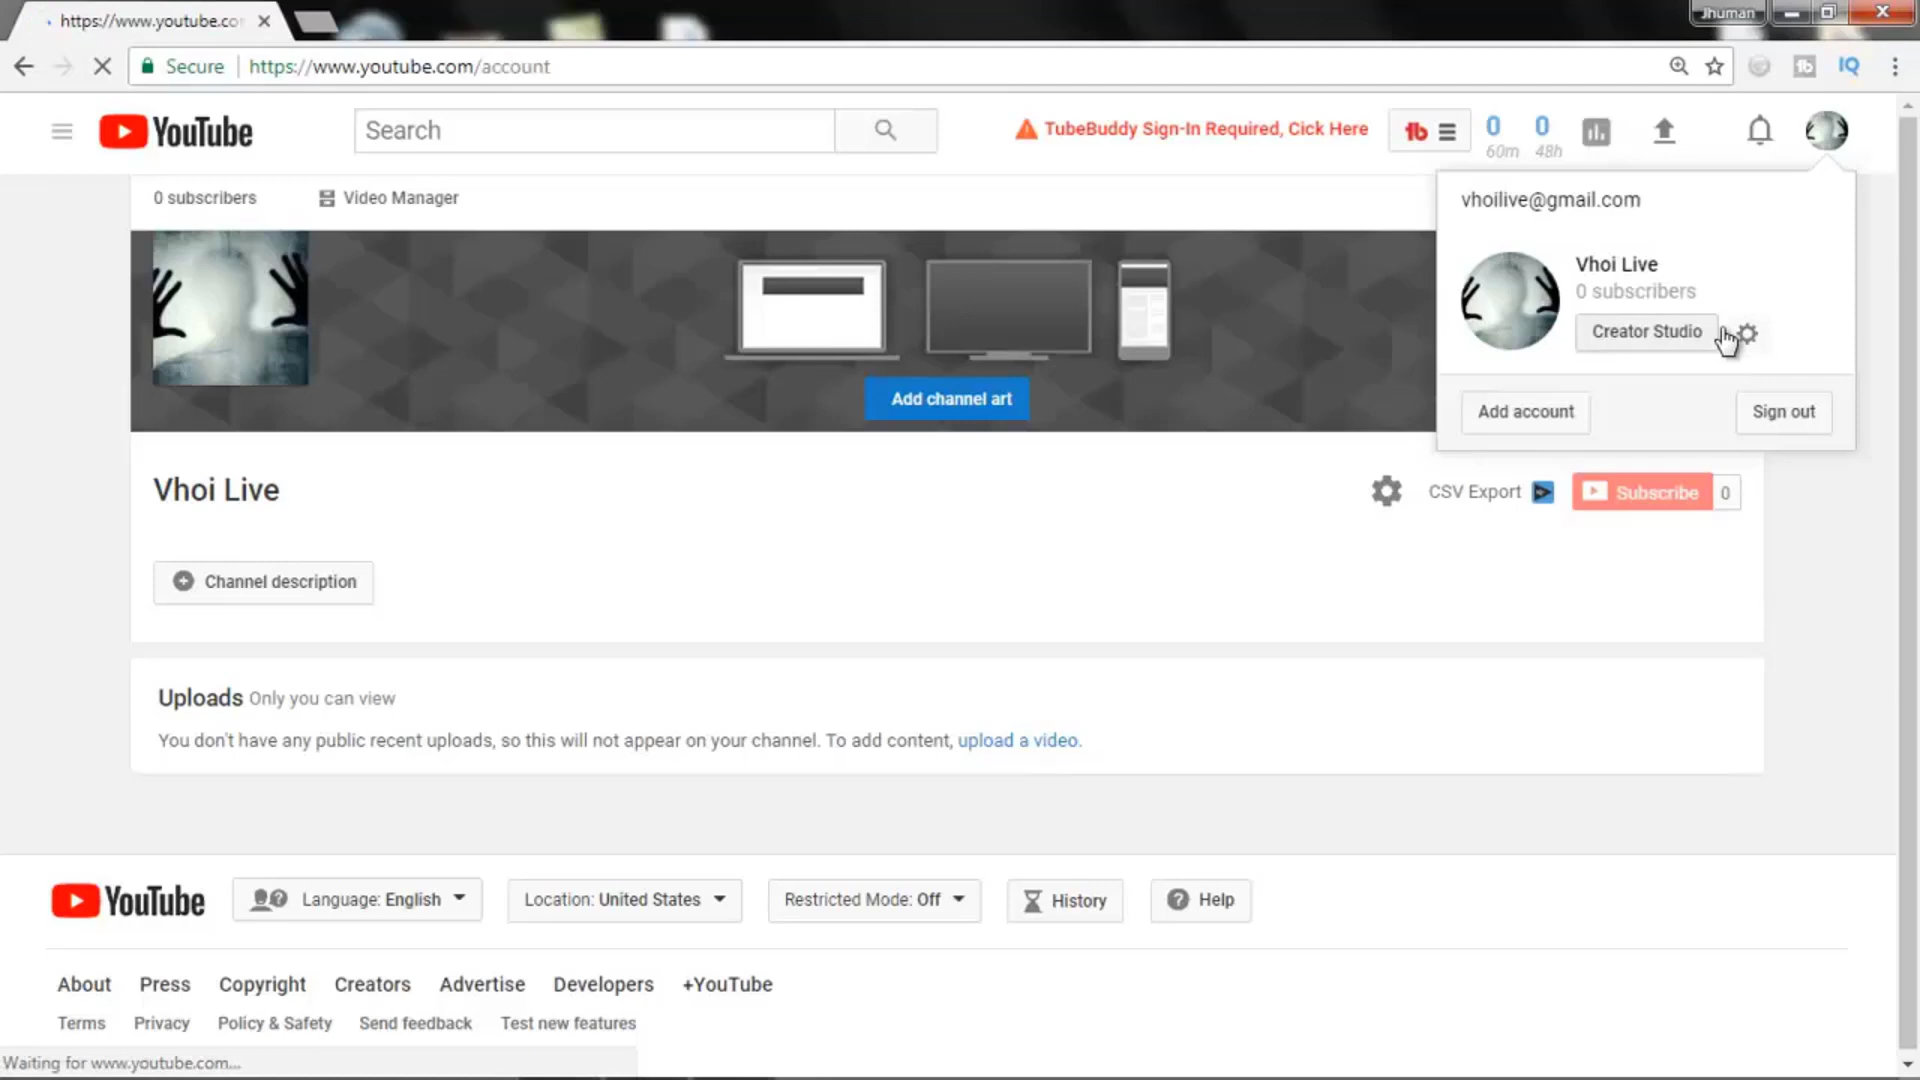 https://www.youtube.co
Jhuman
Secure https://www.youtube.com/account
IQ
YouTube
Search
TubeBuddy Sign-In Required, Click Here
0 0
60m 48h
0 subscribers Video Manager
vhoilive@gmail.com
Vhoi Live
0 subscribers
Creator Studio
Add account Sign out
Add channel art
Vhoi Live
CSV Export Subscribe 0
Channel description
Uploads Only you can view
You don't have any public recent uploads, so this will not appear on your channel. To add content, upload a video.
YouTube Language: English Location: United States Restricted Mode: Off History Help
About Press Copyright Creators Advertise Developers +YouTube
Terms Privacy Policy & Safety Send feedback Test new features
Waiting for www.youtube.com...